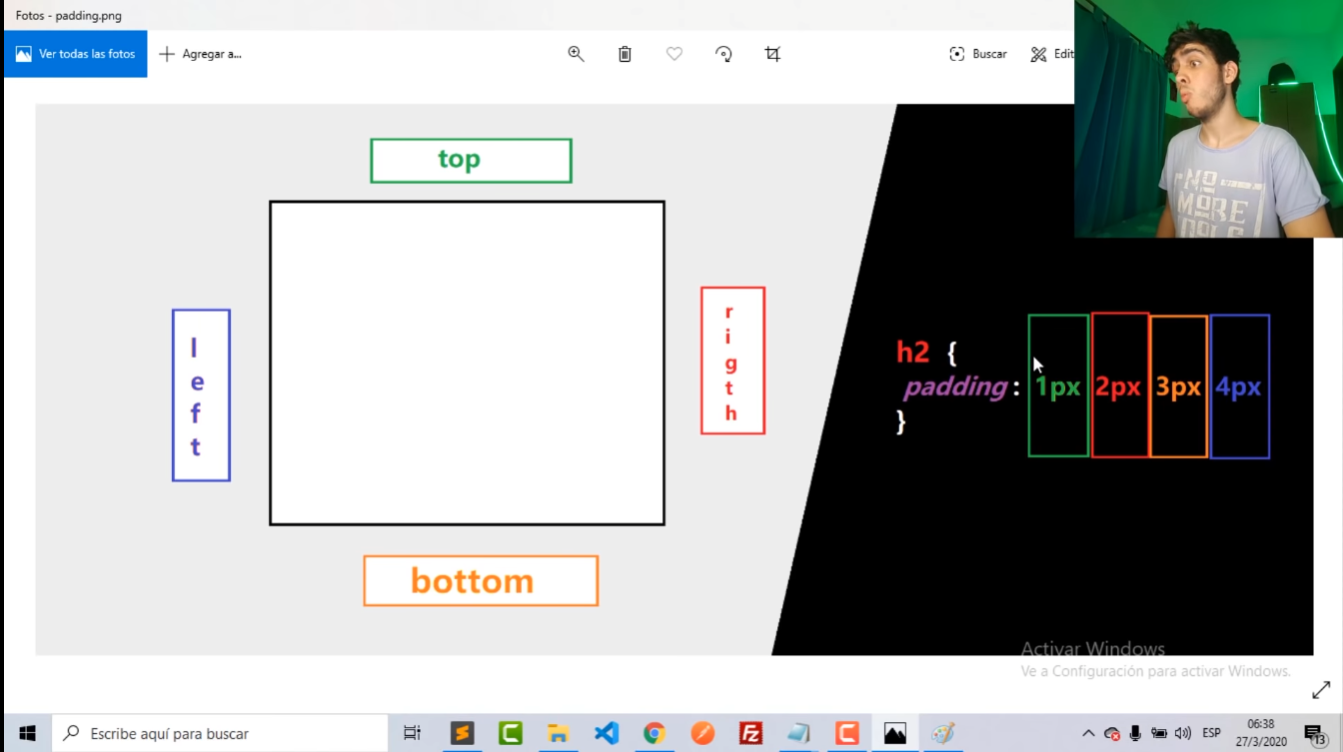 Fotos - padding.png
Ver todas las fotos
Agregar a...
Buscar
Edit
NO
MORE
top
left
rigth
bottom
h2 {
padding: 1px 2px 3px 4px
}
Activar Windows
Ve a Configuración para activar Windows.
Escribe aquí para buscar
ESP
06:38
27/3/2020
13